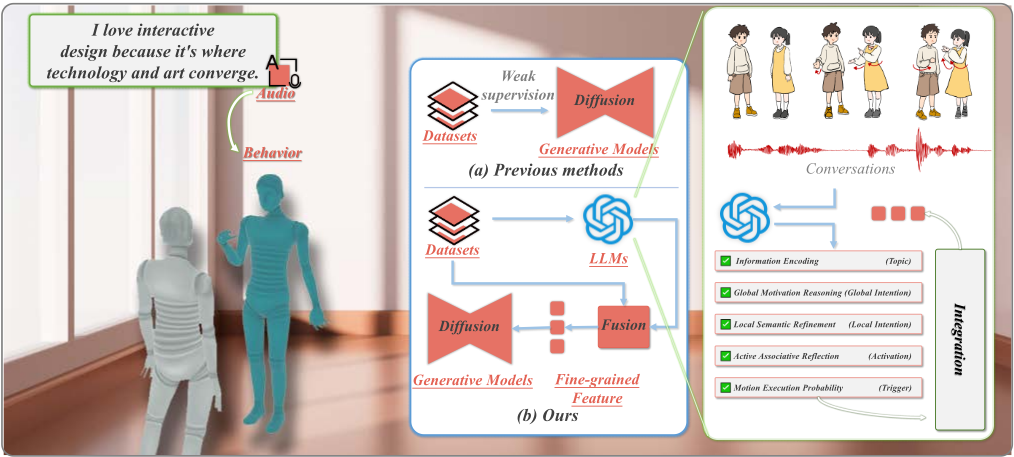 I love interactive
design because it's where
technology and art converge.
A
0
Audio
Behavior
Weak
supervision
Datasets
Diffusion
Generative Models
(a) Previous methods
Datasets
LLMs
Diffusion
Fusion
Generative Models
Fine-grained
Feature
(b) Ours
Conversations
Information Encoding (Topic)
Global Motivation Reasoning (Global Intention)
Local Semantic Refinement (Local Intention)
Active Associative Reflection (Activation)
Motion Execution Probability (Trigger)
Integration